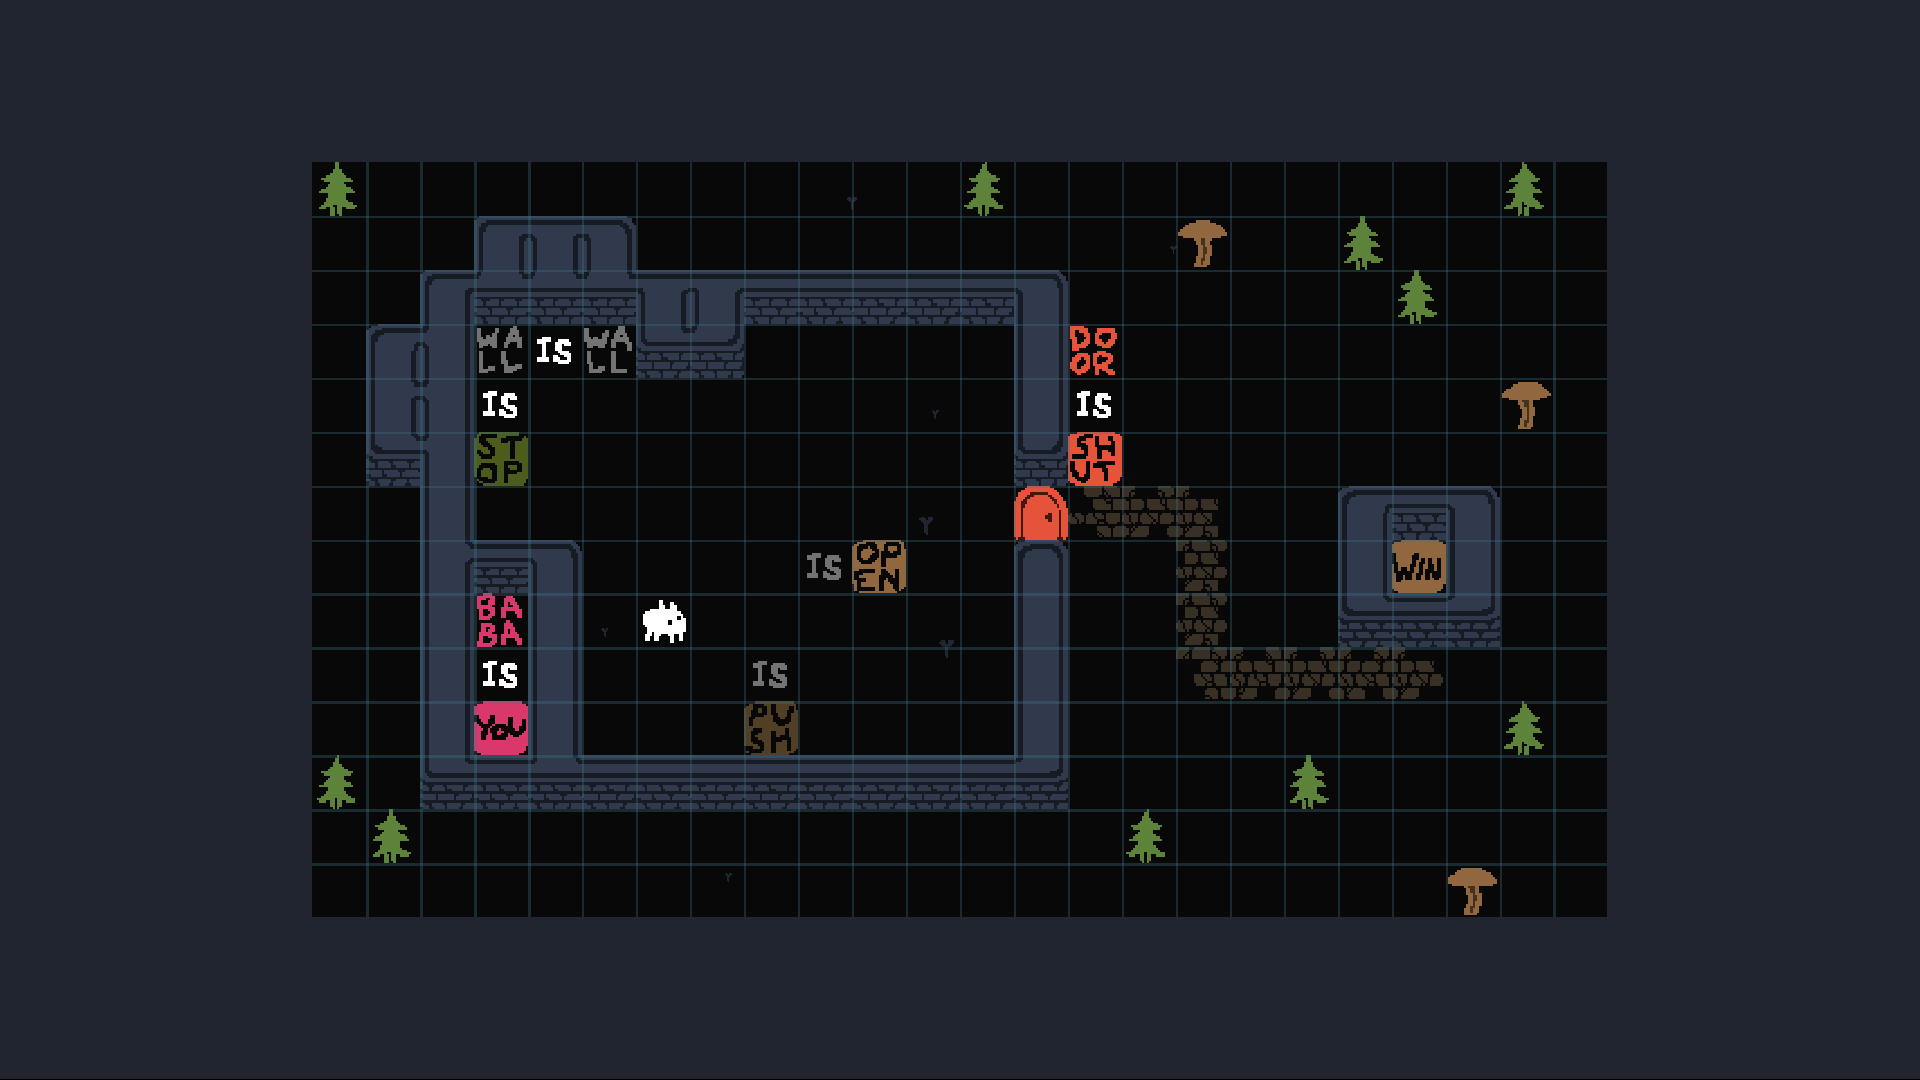 WALL IS WALL
DOOR
IS
IS
STOP
SHUT
IS OPEN
WIN
BABA
IS
IS
YOU
PUSH